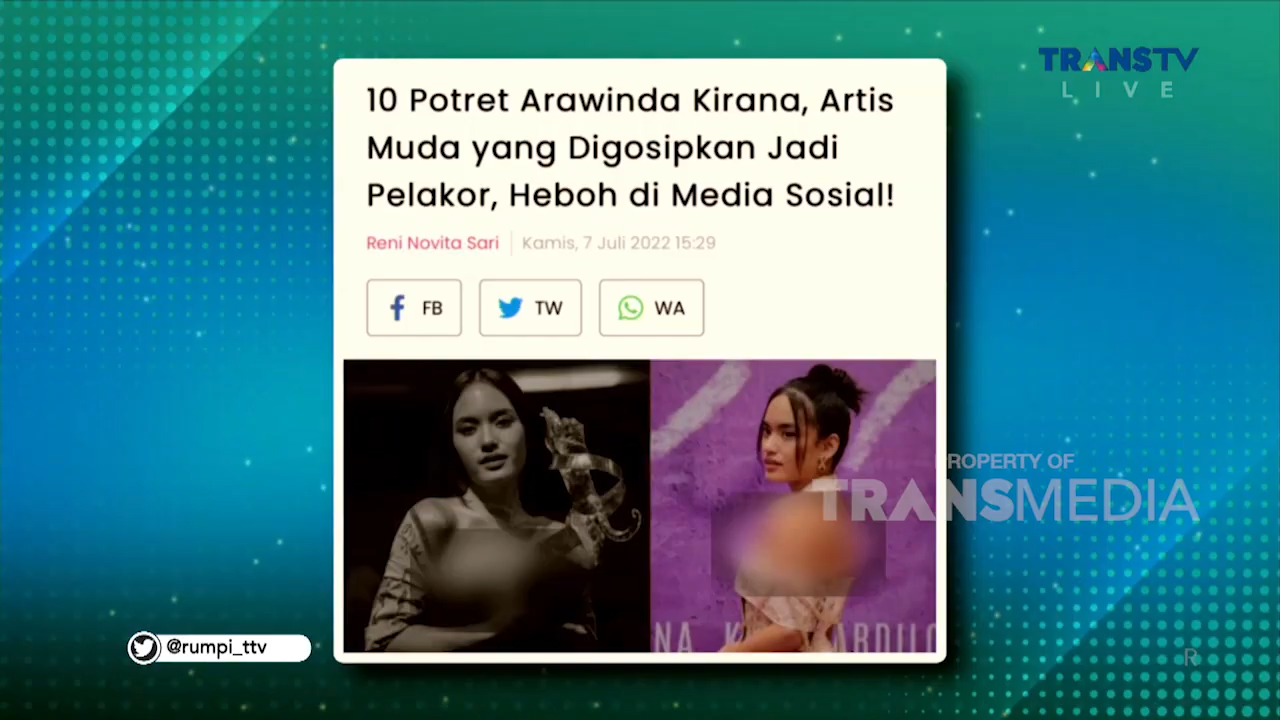 TRANSTV
LIVE
10 Potret Arawinda Kirana, Artis
Muda yang Digosipkan Jadi
Pelakor, Heboh di Media Sosial!
Reni Novita Sari
Kamis, 7 Juli 2022 15:29
FB
TW
WA
ROPERTY OF
TRANSMEDIA
@rumpi_ttv
R